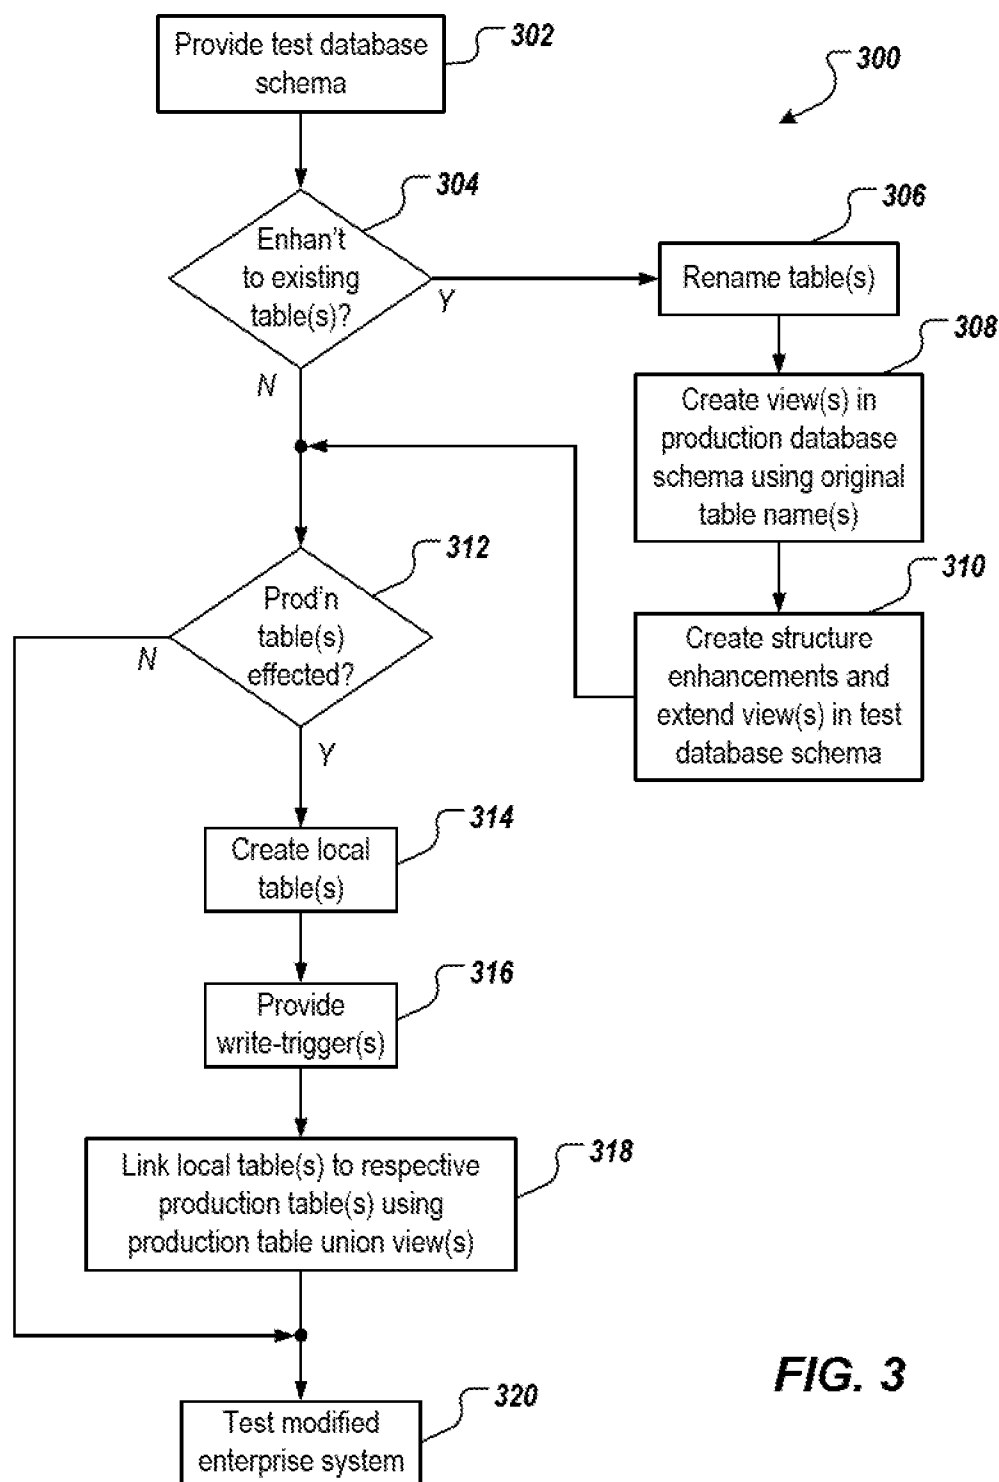 Provide test database
schema
302
300
Enhan't
to existing
table(s)?
304
Y
N
Rename table(s)
306
Create view(s) in
production database
schema using original
table name(s)
308
Create structure
enhancements and
extend view(s) in test
database schema
310
Prod'n
table(s)
effected?
312
N
Y
Create local
table(s)
314
Provide
write-trigger(s)
316
Link local table(s) to respective
production table(s) using
production table union view(s)
318
Test modified
enterprise system
320
FIG. 3